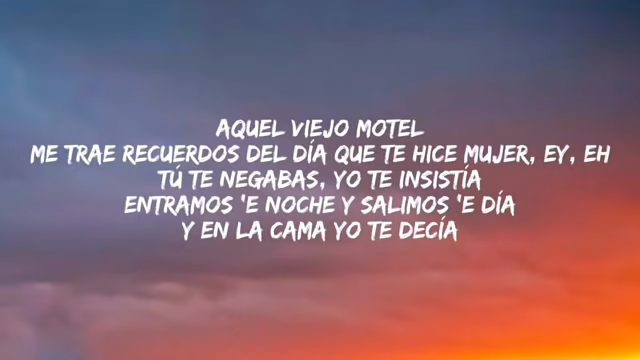 AQUEL VIEJO MOTEL
ME TRAE RECUERDOS DEL DÍA QUE TE HICE MUJER, EY, EH
TÚ TE NEGABAS, YO TE INSISTÍA
ENTRAMOS 'E NOCHE Y SALIMOS 'E DÍA
Y EN LA CAMA YO TE DECÍA